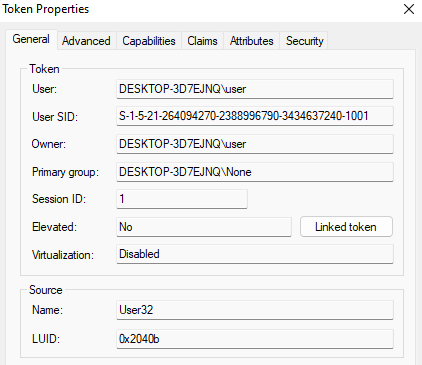 Token Properties
General Advanced Capabilities Claims Attributes Security
Token
User: DESKTOP-3D7EJNQ\user
User SID: S-1-5-21-264094270-2388996790-3434637240-1001
Owner: DESKTOP-3D7EJNQ\user
Primary group: DESKTOP-3D7EJNQ\None
Session ID: 1
Elevated: No Linked token
Virtualization: Disabled
Source
Name: User32
LUID: 0x2040b